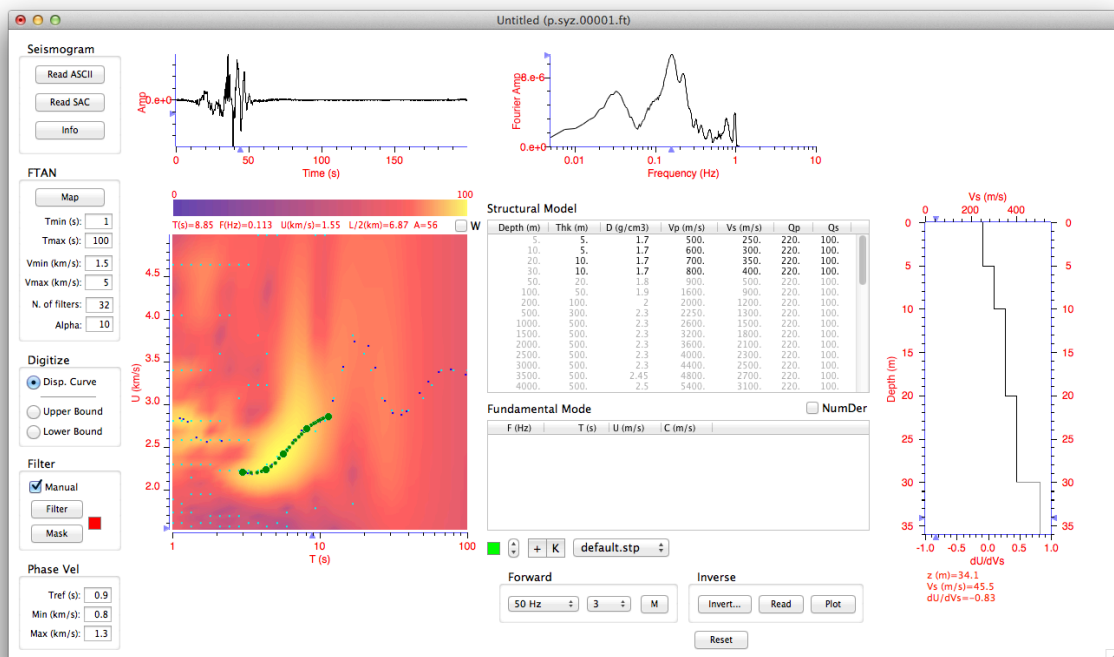 Untitled (p.syz.00001.ft)
Seismogram
Read ASCII
Read SAC
Info
Amp
0.e+0
0 50 100 150
Time (s)
Fourier Amp
8.e-6
0.e+0
0.01 0.1 1 10
Frequency (Hz)
FTAN
Map
Tmin (s): 1
Tmax (s): 100
Vmin (km/s): 1.5
Vmax (km/s): 5
N. of filters: 32
Alpha: 10
Digitize
Disp. Curve
Upper Bound
Lower Bound
Filter
Manual
Filter
Mask
Phase Vel
Tref (s): 0.9
Min (km/s): 0.8
Max (km/s): 1.3
0 100
T(s)=8.85 F(Hz)=0.113 U(km/s)=1.55 L/2(km)=6.87 A=56
W
U (km/s)
4.5
4.0
3.5
3.0
2.5
2.0
1 10 100
T (s)
Structural Model
Depth (m) Thk (m) D (g/cm3) Vp (m/s) Vs (m/s) Qp Qs
5. 5. 1.7 500. 250. 220. 100.
10. 5. 1.7 600. 300. 220. 100.
20. 10. 1.7 700. 350. 220. 100.
30. 10. 1.7 800. 400. 220. 100.
50. 20. 1.8 900. 500. 220. 100.
100. 50. 1.9 1600. 900. 220. 100.
200. 100. 2 2000. 1200. 220. 100.
500. 300. 2.3 2250. 1300. 220. 100.
1000. 500. 2.3 2600. 1500. 220. 100.
1500. 500. 2.3 3200. 1800. 220. 100.
2000. 500. 2.3 3600. 2100. 220. 100.
2500. 500. 2.3 4000. 2300. 220. 100.
3000. 500. 2.3 4400. 2500. 220. 100.
3500. 500. 2.45 4800. 2700. 220. 100.
4000. 500. 2.5 5400. 3100. 220. 100.
Fundamental Mode
NumDer
F (Hz) T (s) U (m/s) C (m/s)
+ K
default.stp
Forward
50 Hz 3 M
Inverse
Invert... Read Plot
Reset
Vs (m/s)
0 200 400
Depth (m)
0 0
5 5
10 10
15 15
20 20
25 25
30 30
35 35
-1.0 -0.5 0.0 0.5 1.0
dU/dVs
z (m)=34.1
Vs (m/s)=45.5
dU/dVs=-0.83